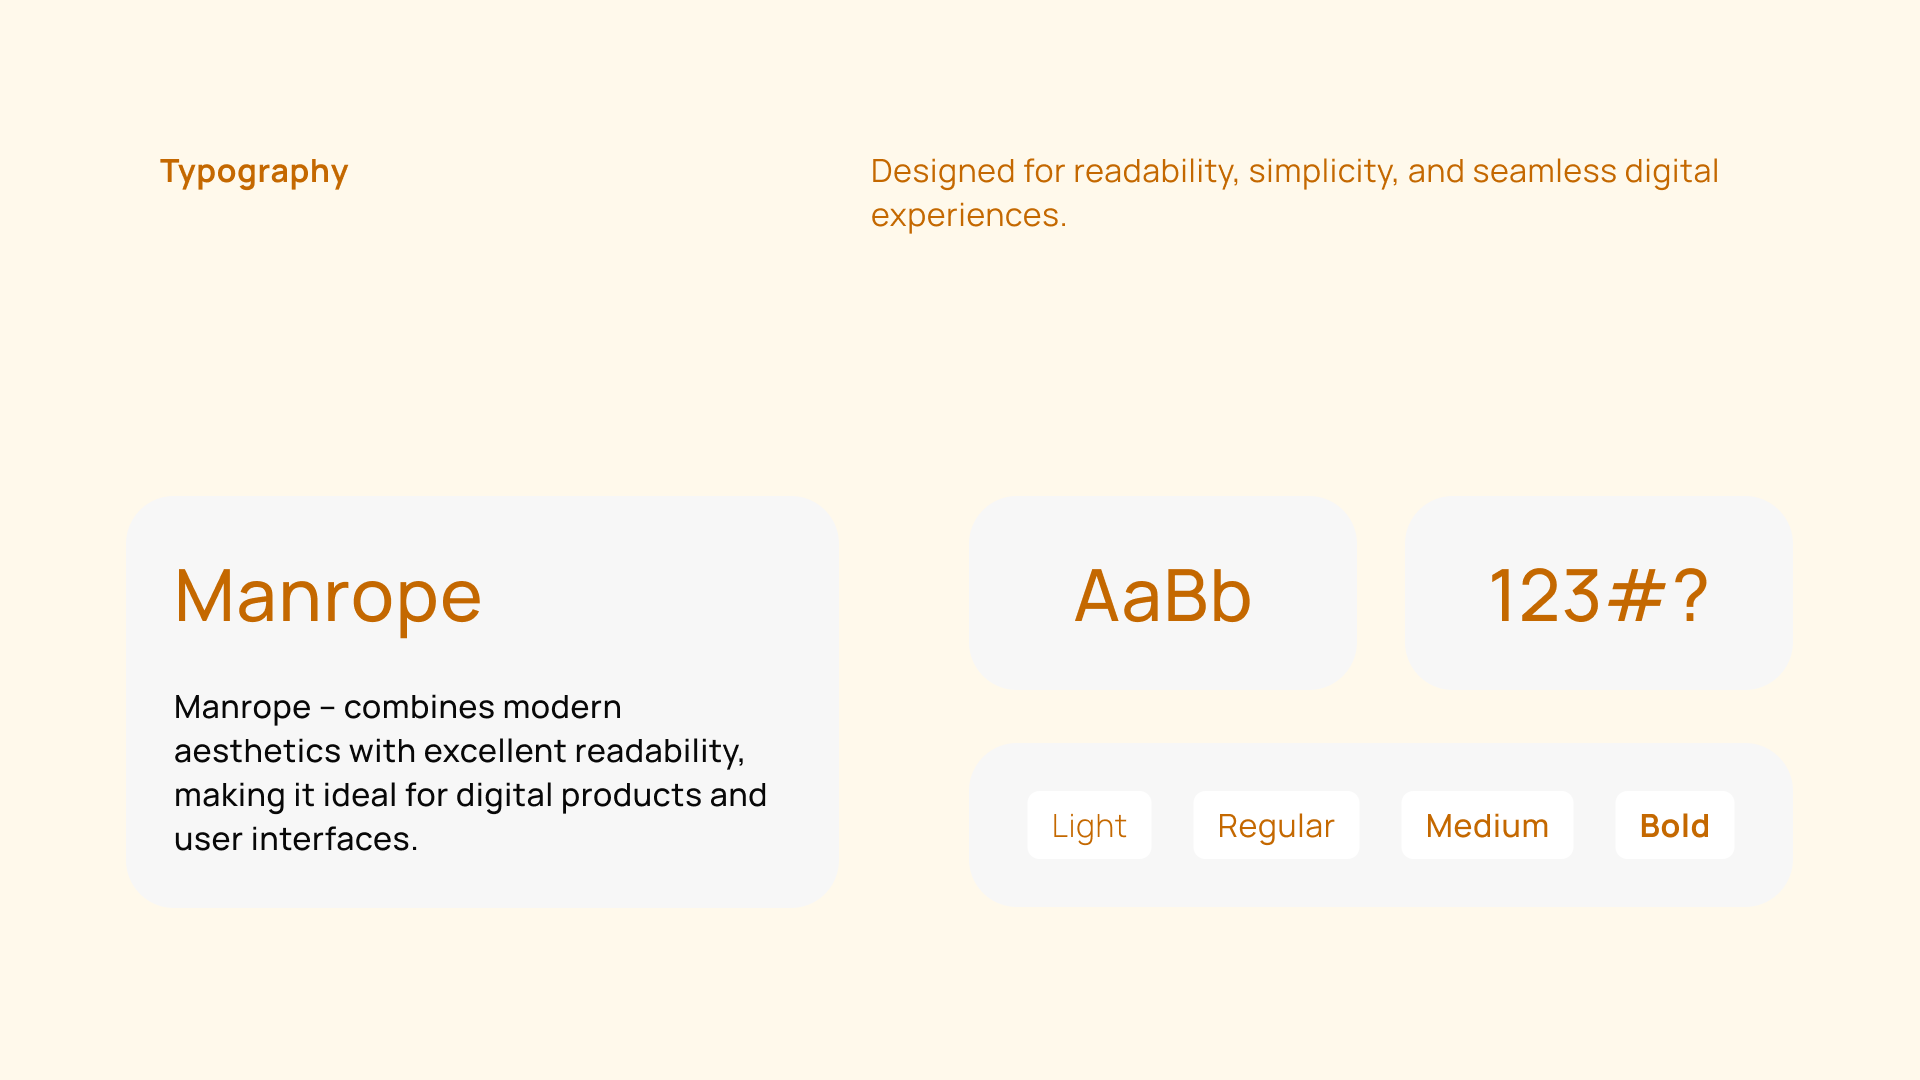 Typography
Designed for readability, simplicity, and seamless digital
experiences.
Manrope
Manrope – combines modern
aesthetics with excellent readability,
making it ideal for digital products and
user interfaces.
AaBb
123#?
Light
Regular
Medium
Bold